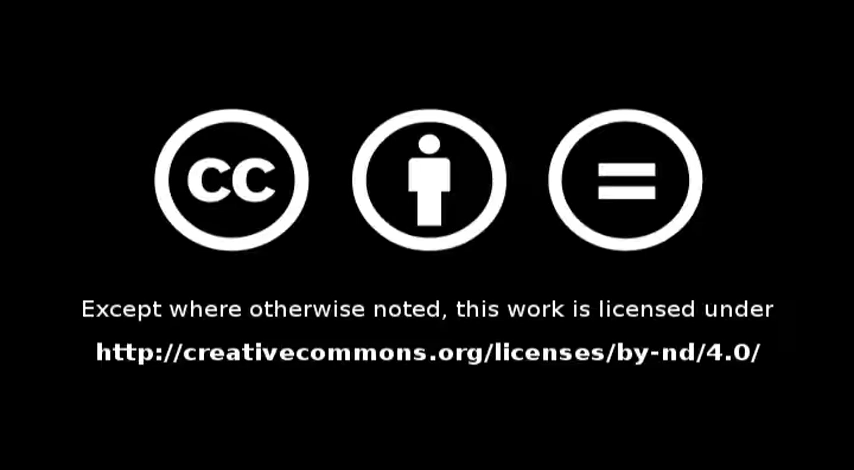 cc
Except where otherwise noted, this work is licensed under
http://creativecommons.org/licenses/by-nd/4.0/